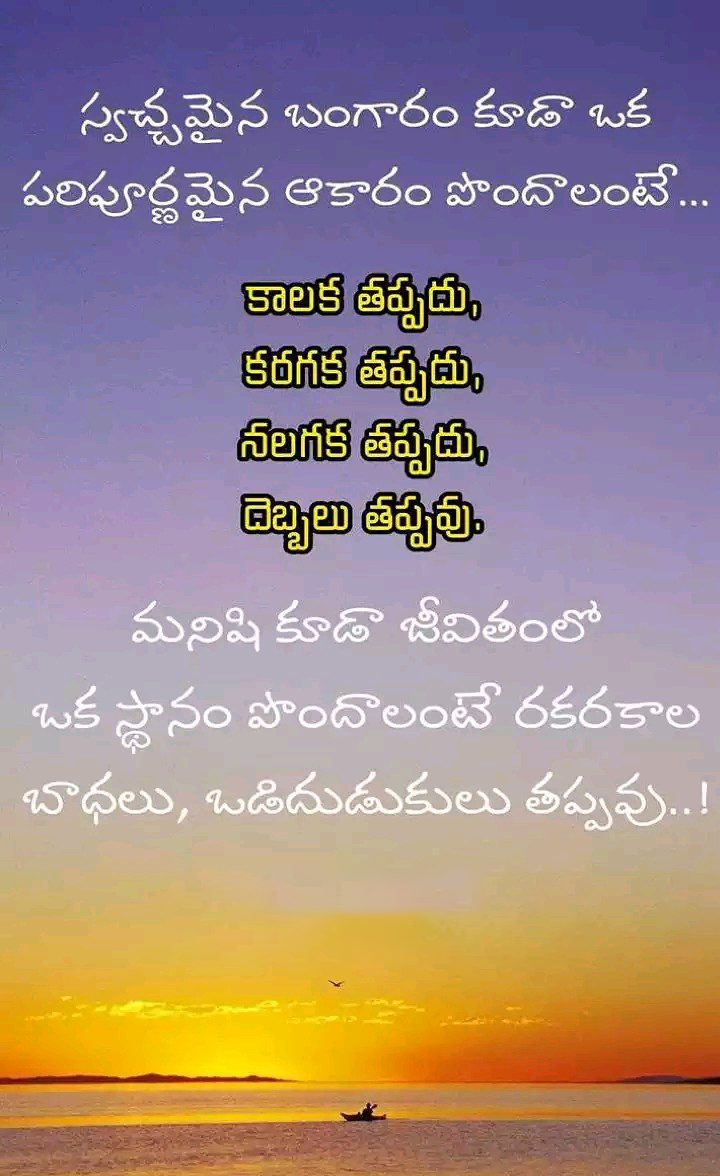 స్వచ్ఛమైన బంగారం కూడా ఒక
పరిపూర్ణమైన ఆకారం పొందాలంటే...
కాలక తప్పదు,
కరగక తప్పదు,
నలగక తప్పదు,
దెబ్బలు తప్పవు.
మనిషి కూడా జీవితంలో
ఒక స్థానం పొందాలంటే రకరకాల
బాధలు, ఒడిదుడుకులు తప్పవు..!